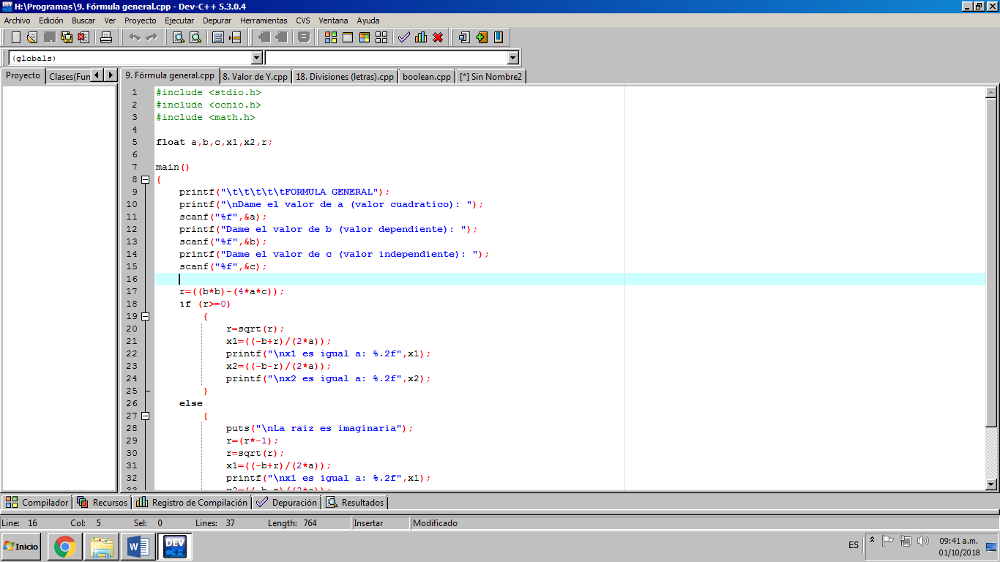 H:\Programas\9. Fórmula general.cpp - Dev-C++ 5.3.0.4
Archivo Edición Buscar Ver Proyecto Ejecutar Depurar Herramientas CVS Ventana Ayuda
(globals)
Proyecto Clases(Fun 9. Fórmula general.cpp 8. Valor de Y.cpp 18. Divisiones (letras).cpp boolean.cpp [*] Sin Nombre2
1 #include <stdio.h>
2 #include <conio.h>
3 #include <math.h>
4
5 float a,b,c,x1,x2,r;
6
7 main()
8 {
9 printf("\t\t\t\t\tFORMULA GENERAL");
10 printf("\nDame el valor de a (valor cuadratico): ");
11 scanf("%f",&a);
12 printf("Dame el valor de b (valor dependiente): ");
13 scanf("%f",&b);
14 printf("Dame el valor de c (valor independiente): ");
15 scanf("%f",&c);
16
17 r=((b*b)-(4*a*c));
18 if (r>=0)
19 {
20 r=sqrt(r);
21 x1=((-b+r)/(2*a));
22 printf("\nx1 es igual a: %.2f",x1);
23 x2=((-b-r)/(2*a));
24 printf("\nx2 es igual a: %.2f",x2);
25 }
26 else
27 {
28 puts("\nLa raiz es imaginaria");
29 r=(r*-1);
30 r=sqrt(r);
31 x1=((-b+r)/(2*a));
32 printf("\nx1 es igual a: %.2f",x1);
33 x2=((-b-r)/(2*a));
Compilador Recursos Registro de Compilación Depuración Resultados
Line: 16 Col: 5 Sel: 0 Lines: 37 Length: 764 Insertar Modificado
Inicio DEV C++ ES 09:41 a.m.
01/10/2018